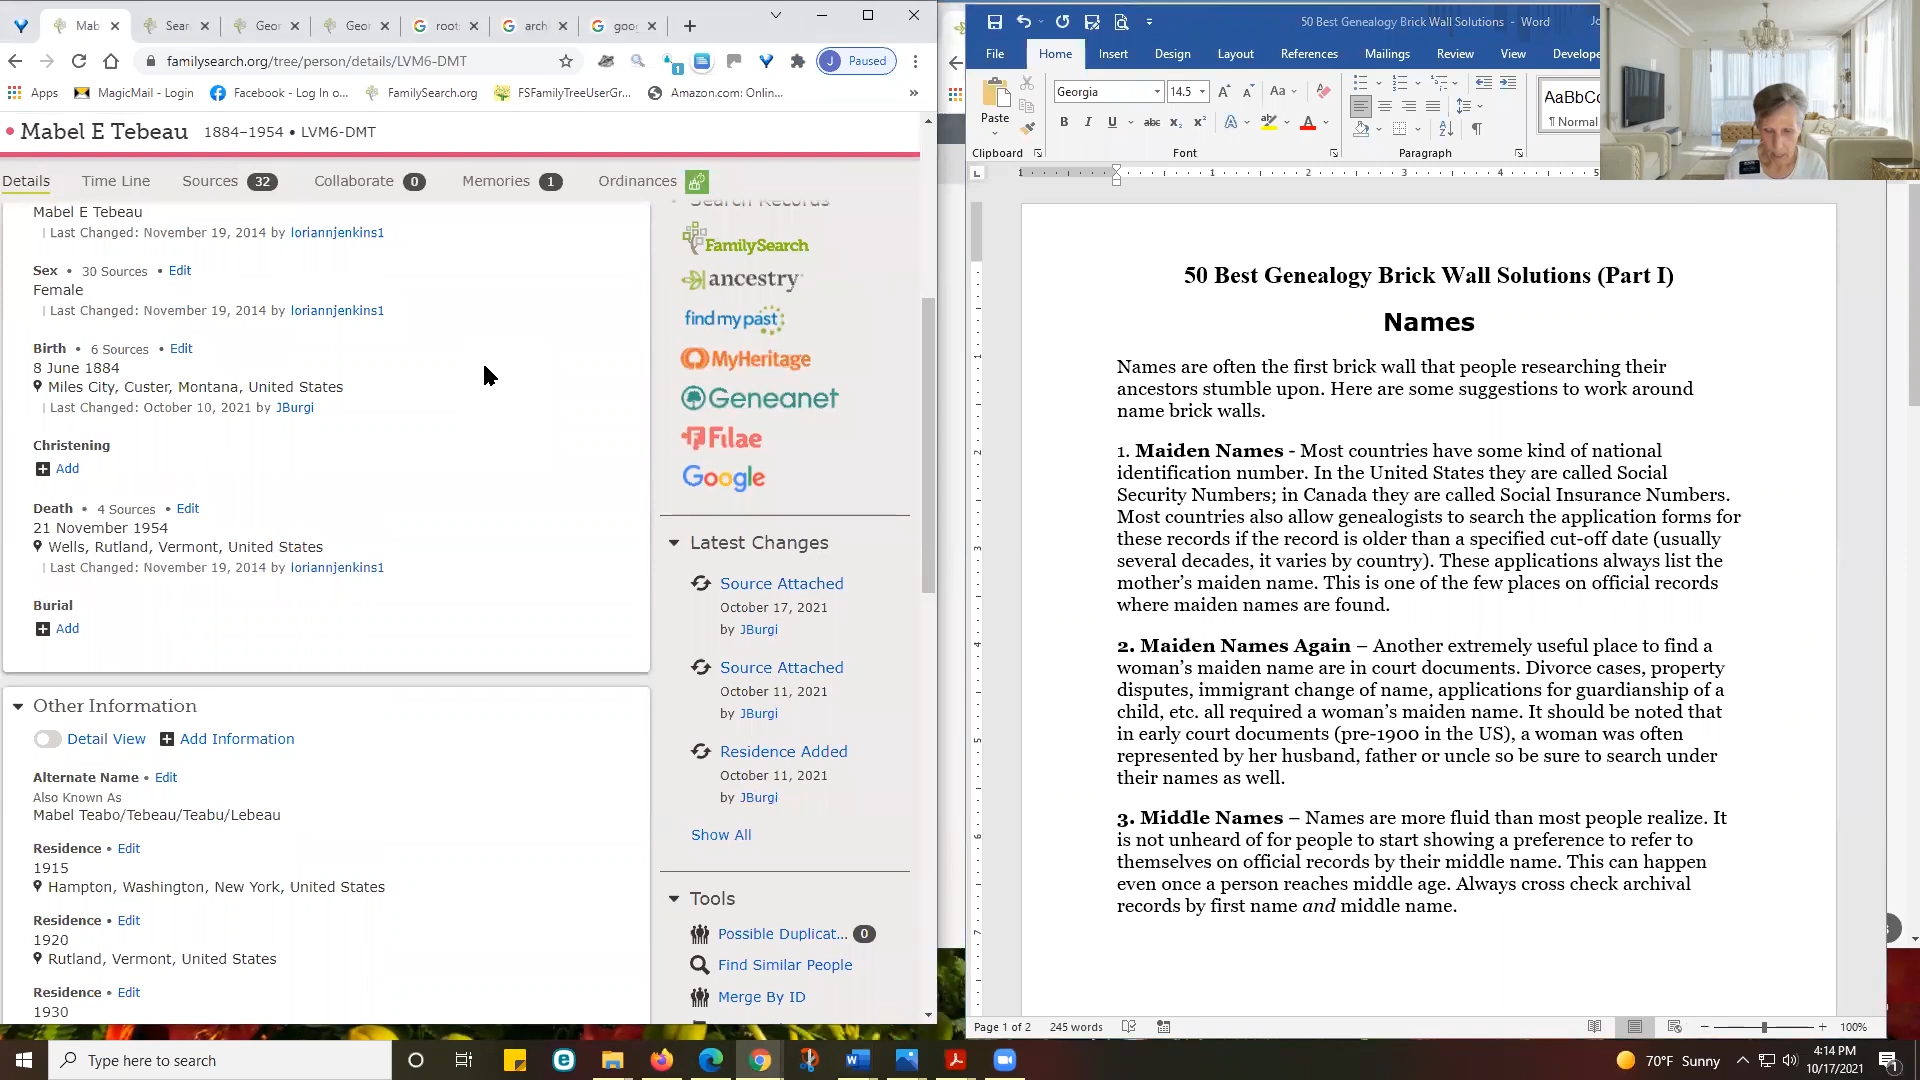 Mab
Sear
Geor
Geor
root
arch
goo
familysearch.org/tree/person/details/LVM6-DMT
1
J
Paused
Apps
MagicMail - Login
Facebook - Log In o...
FamilySearch.org
FSFamilyTreeUserGr...
Amazon.com: Onlin...
»
Mabel E Tebeau 1884–1954 • LVM6-DMT
Details
Time Line
Sources 32
Collaborate 0
Memories 1
Ordinances
Mabel E Tebeau
Last Changed: November 19, 2014 by loriannjenkins1
Sex • 30 Sources • Edit
Female
Last Changed: November 19, 2014 by loriannjenkins1
Birth • 6 Sources • Edit
8 June 1884
Miles City, Custer, Montana, United States
Last Changed: October 10, 2021 by JBurgi
Christening
Add
Death • 4 Sources • Edit
21 November 1954
Wells, Rutland, Vermont, United States
Last Changed: November 19, 2014 by loriannjenkins1
Burial
Add
Other Information
Detail View Add Information
Alternate Name • Edit
Also Known As
Mabel Teabo/Tebeau/Teabu/Lebeau
Residence • Edit
1915
Hampton, Washington, New York, United States
Residence • Edit
1920
Rutland, Vermont, United States
Residence • Edit
1930
Search Records
FamilySearch
ancestry
findmypast
MyHeritage
Geneanet
Filae
Google
Latest Changes
Source Attached
October 17, 2021
by JBurgi
Source Attached
October 11, 2021
by JBurgi
Residence Added
October 11, 2021
by JBurgi
Show All
Tools
Possible Duplicat... 0
Find Similar People
Merge By ID
50 Best Genealogy Brick Wall Solutions - Word
File
Home
Insert
Design
Layout
References
Mailings
Review
View
Develope
Paste
Georgia
14.5
Aa
B I U abc x₂ x²
AaBbCc
¶ Normal
Clipboard
Font
Paragraph
50 Best Genealogy Brick Wall Solutions (Part I)
Names
Names are often the first brick wall that people researching their
ancestors stumble upon. Here are some suggestions to work around
name brick walls.
1. Maiden Names - Most countries have some kind of national
identification number. In the United States they are called Social
Security Numbers; in Canada they are called Social Insurance Numbers.
Most countries also allow genealogists to search the application forms for
these records if the record is older than a specified cut-off date (usually
several decades, it varies by country). These applications always list the
mother's maiden name. This is one of the few places on official records
where maiden names are found.
2. Maiden Names Again – Another extremely useful place to find a
woman's maiden name are in court documents. Divorce cases, property
disputes, immigrant change of name, applications for guardianship of a
child, etc. all required a woman's maiden name. It should be noted that
in early court documents (pre-1900 in the US), a woman was often
represented by her husband, father or uncle so be sure to search under
their names as well.
3. Middle Names – Names are more fluid than most people realize. It
is not unheard of for people to start showing a preference to refer to
themselves on official records by their middle name. This can happen
even once a person reaches middle age. Always cross check archival
records by first name and middle name.
Page 1 of 2
245 words
100%
Type here to search
70°F Sunny
4:14 PM
10/17/2021
1